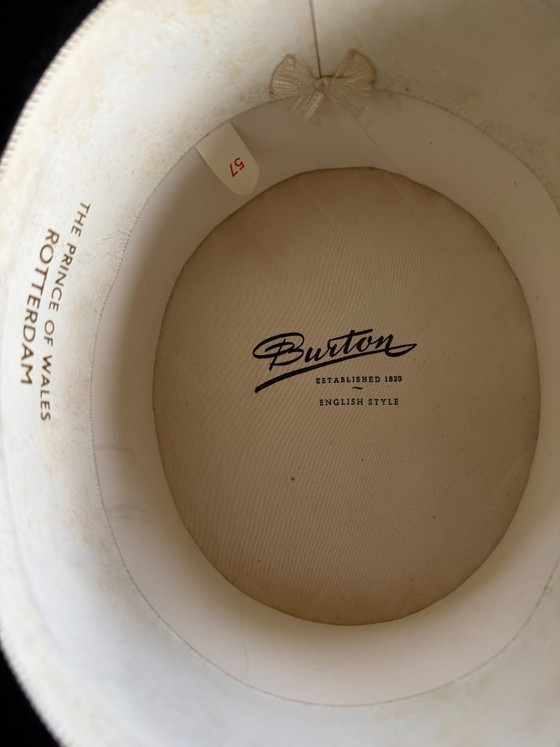 57
THE PRINCE OF WALES
ROTTERDAM
Burton
ESTABLISHED 1820
ENGLISH STYLE